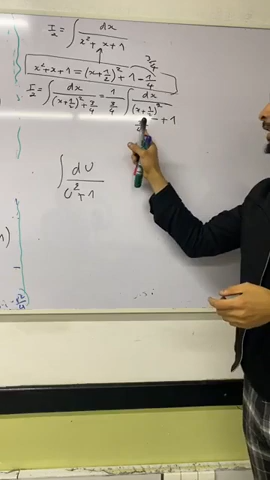 I₂ = ∫ dx / (x² + x + 1)
3/4
x² + x + 1 = (x + 1/2)² + 1 - 1/4
I₂ = ∫ dx / ((x + 1/2)² + 3/4) = 1 / (3/4) ∫ dx / ((x + 1/2)² + 1
∫ dU / (U² + 1)